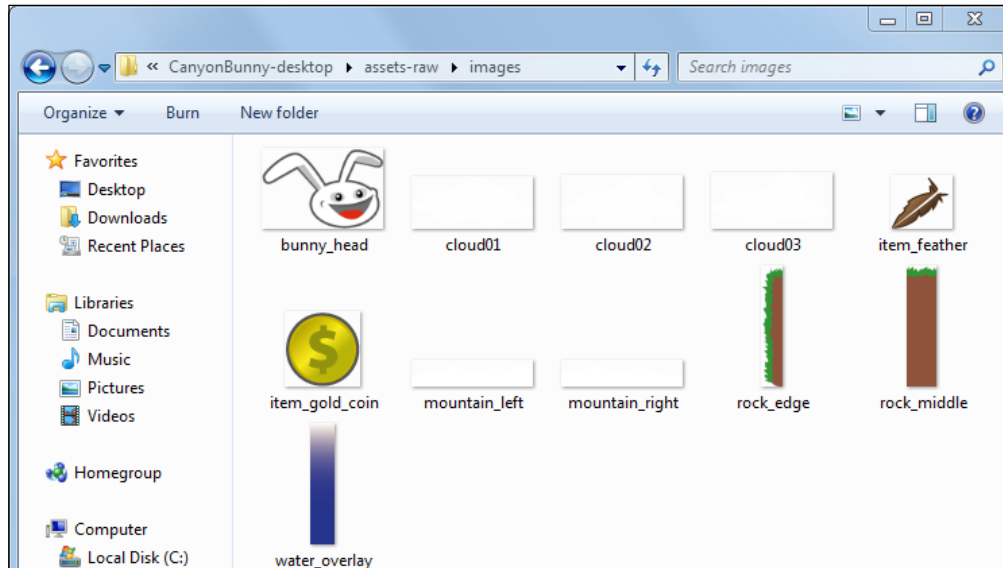 « CanyonBunny-desktop ▸ assets-raw ▸ images
Search images
Organize Burn New folder
Favorites
Desktop
Downloads
Recent Places
Libraries
Documents
Music
Pictures
Videos
Homegroup
Computer
Local Disk (C:)
bunny_head cloud01 cloud02 cloud03 item_feather
$
item_gold_coin mountain_left mountain_right rock_edge rock_middle
water_overlay